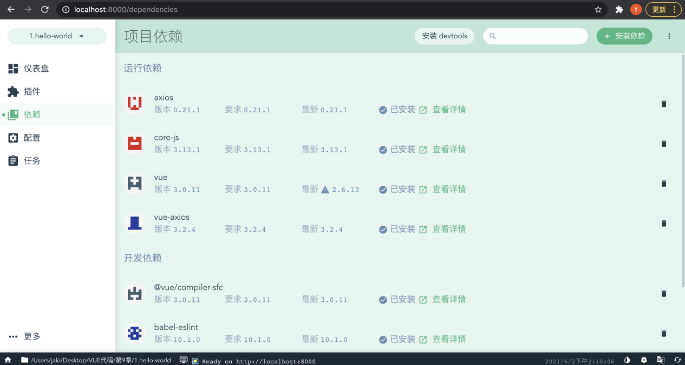 localhost:8000/dependencies
Y
更新
1.hello-world
项目依赖
安装 devtools
安装依赖
仪表盘
插件
依赖
配置
任务
更多
运行依赖
axios
版本 0.21.1 要求 0.21.1 最新 0.21.1 已安装 查看详情
core-js
版本 3.13.1 要求 3.13.1 最新 3.13.1 已安装 查看详情
vue
版本 3.0.11 要求 3.0.11 最新 2.6.13 已安装 查看详情
vue-axios
版本 3.2.4 要求 3.2.4 最新 3.2.4 已安装 查看详情
开发依赖
@vue/compiler-sfc
版本 3.0.11 要求 3.0.11 最新 3.0.11 已安装 查看详情
babel-eslint
版本 10.1.0 要求 10.1.0 最新 10.1.0 已安装 查看详情
/Users/jaki/Desktop/VUE代码/第9章/1.hello-world
Ready on http://localhost:8000
2021/6/2下午2:10:06